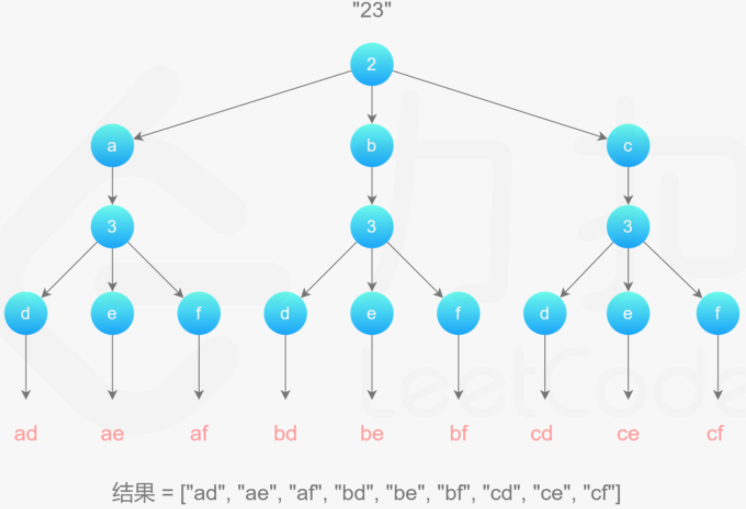 "23"
2
a b c
3 3 3
d e f d e f d e f
ad ae af bd be bf cd ce cf
结果 = ["ad", "ae", "af", "bd", "be", "bf", "cd", "ce", "cf"]
力扣
LeetCode